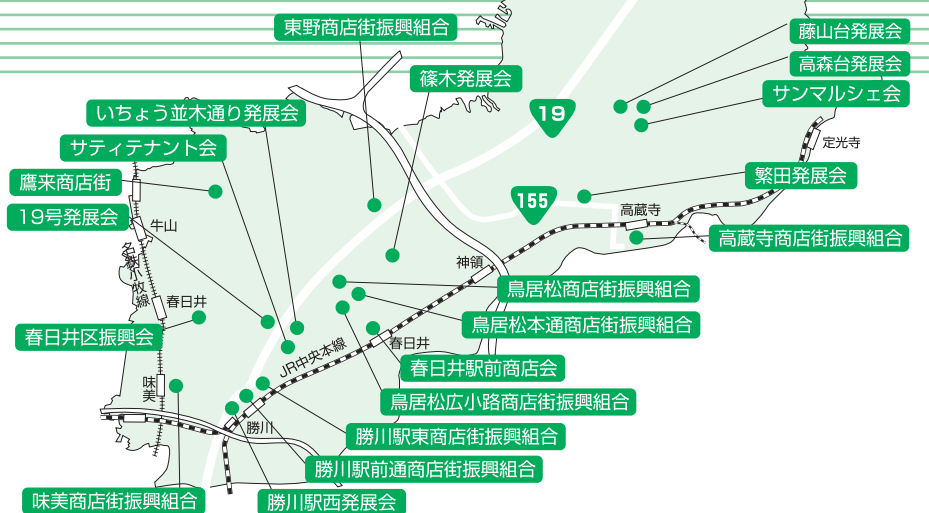 東野商店街振興組合
藤山台発展会
高森台発展会
篠木発展会
サンマルシェ会
いちょう並木通り発展会
19
定光寺
サティテナント会
鷹来商店街
繁田発展会
155
19号発展会
高蔵寺
牛山
高蔵寺商店街振興組合
名鉄小牧線
神領
鳥居松商店街振興組合
春日井
鳥居松本通商店街振興組合
春日井区振興会
春日井
JR中央本線
春日井駅前商店会
味美
鳥居松広小路商店街振興組合
勝川
勝川駅東商店街振興組合
勝川駅前通商店街振興組合
味美商店街振興組合
勝川駅西発展会